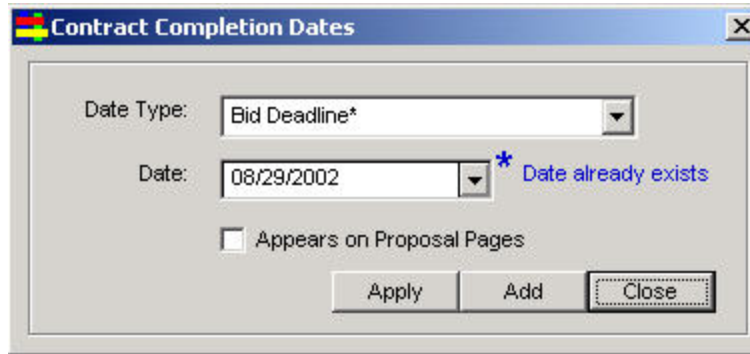 Contract Completion Dates
Date Type: Bid Deadline*
Date: 08/29/2002 * Date already exists
Appears on Proposal Pages
Apply Add Close